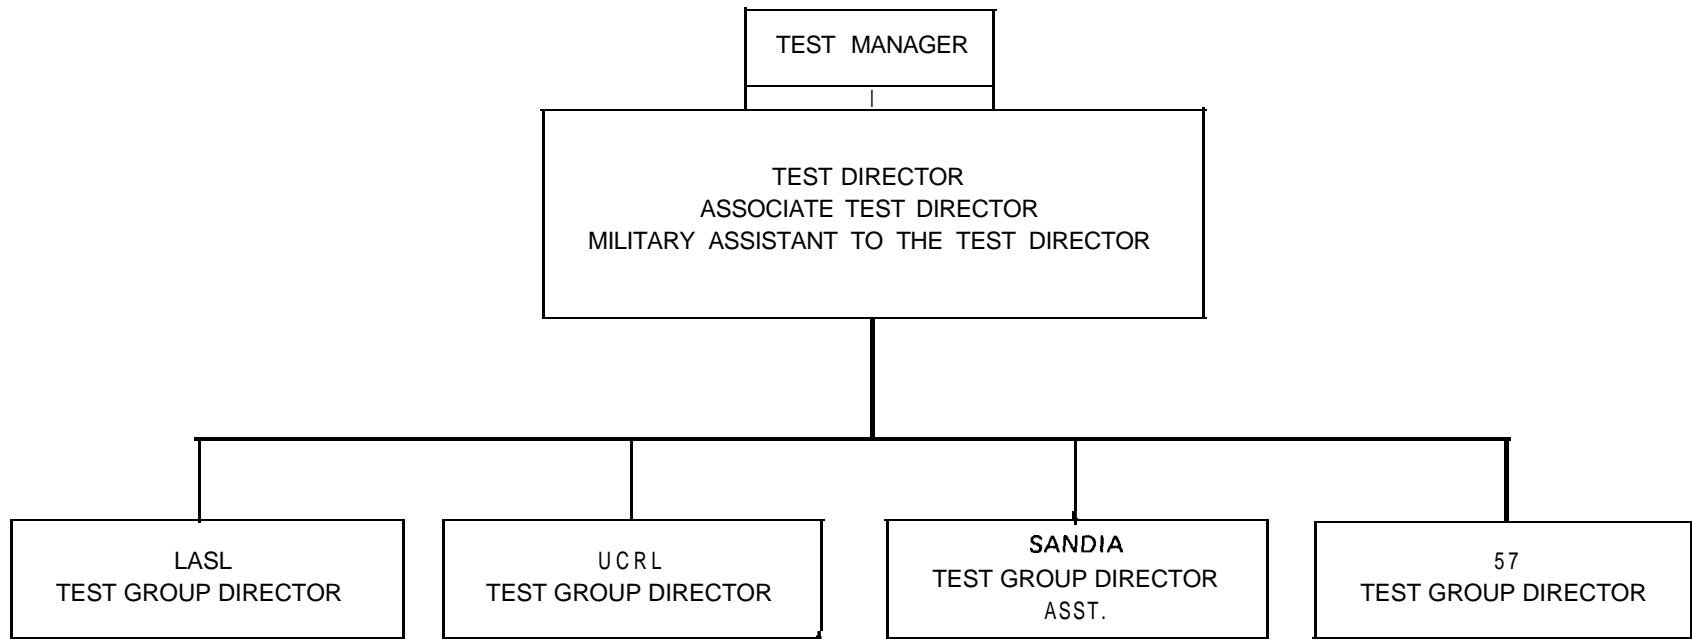 TEST MANAGER
TEST DIRECTOR
ASSOCIATE TEST DIRECTOR
MILITARY ASSISTANT TO THE TEST DIRECTOR
LASL
TEST GROUP DIRECTOR
UCRL
TEST GROUP DIRECTOR
SANDIA
TEST GROUP DIRECTOR
ASST.
57
TEST GROUP DIRECTOR